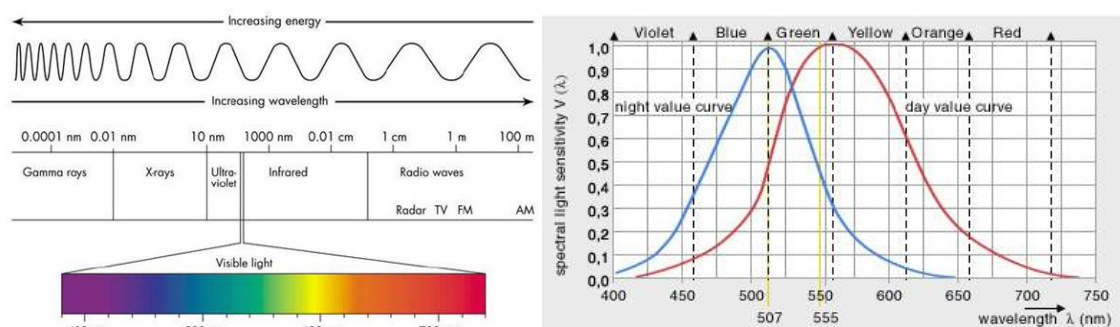 Increasing energy
Increasing wavelength
0.0001 nm 0.01 nm 10 nm 1000 nm 0.01 cm 1 cm 1 m 100 m
Gamma rays X-rays Ultra-violet Infrared Radio waves
Radar TV FM AM
Visible light
Violet Blue Green Yellow Orange Red
1,0
0,9
0,8
0,7
0,6
0,5
0,4
0,3
0,2
0,1
0,0
spectral light sensitivity V (λ)
night value curve day value curve
400 450 500 550 600 650 700 750
507 555 wavelength λ (nm)